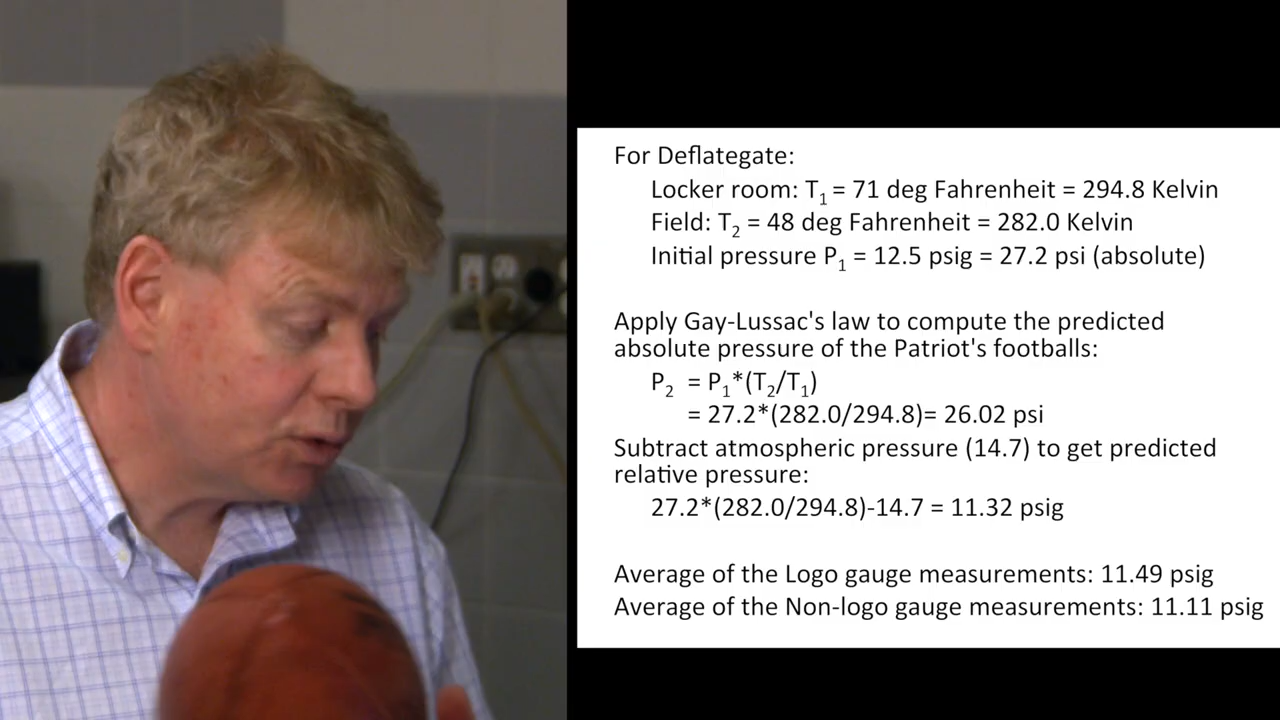 For Deflategate:
Locker room: T₁ = 71 deg Fahrenheit = 294.8 Kelvin
Field: T₂ = 48 deg Fahrenheit = 282.0 Kelvin
Initial pressure P₁ = 12.5 psig = 27.2 psi (absolute)
Apply Gay-Lussac's law to compute the predicted
absolute pressure of the Patriot's footballs:
P₂ = P₁*(T₂/T₁)
= 27.2*(282.0/294.8)= 26.02 psi
Subtract atmospheric pressure (14.7) to get predicted
relative pressure:
27.2*(282.0/294.8)-14.7 = 11.32 psig
Average of the Logo gauge measurements: 11.49 psig
Average of the Non-logo gauge measurements: 11.11 psig